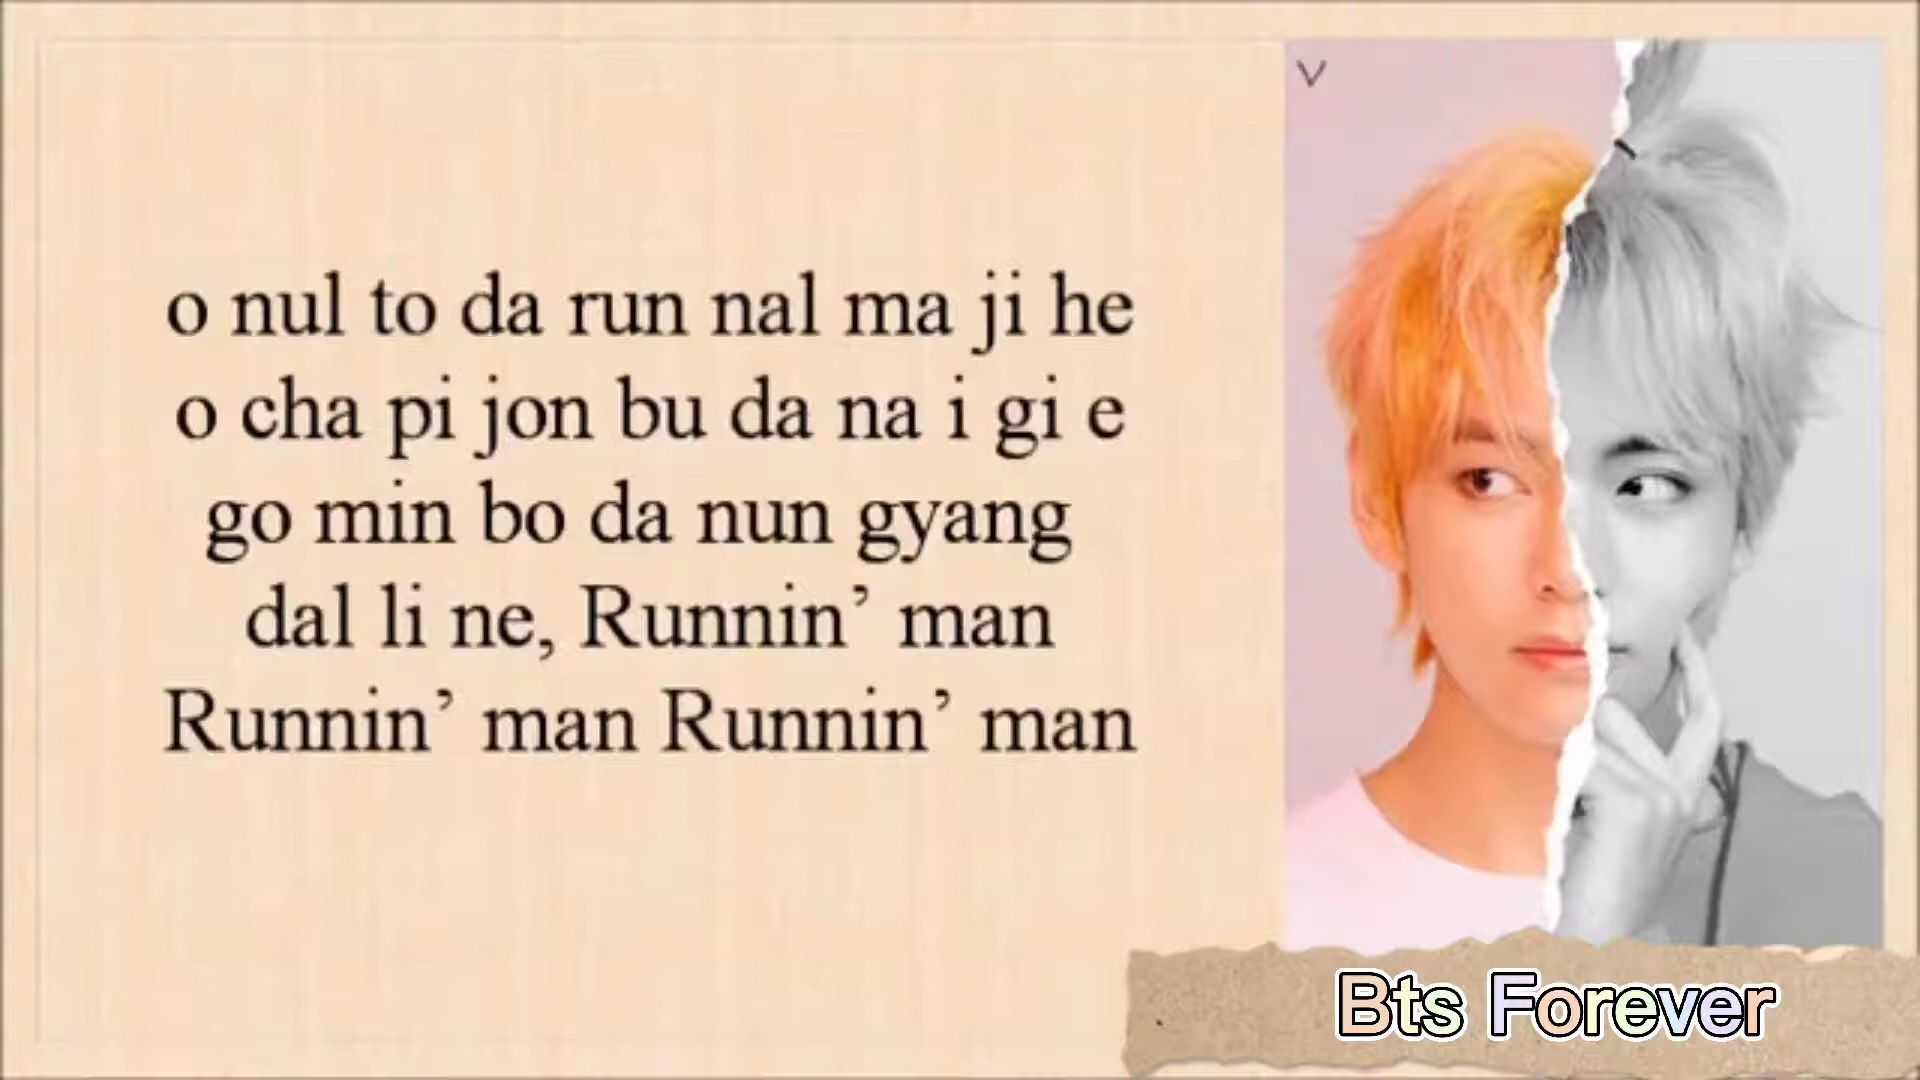 o nul to da run nal ma ji he
o cha pi jon bu da na i gi e
go min bo da nun gyang
dal li ne, Runnin’ man
Runnin’ man Runnin’ man
V
Bts Forever